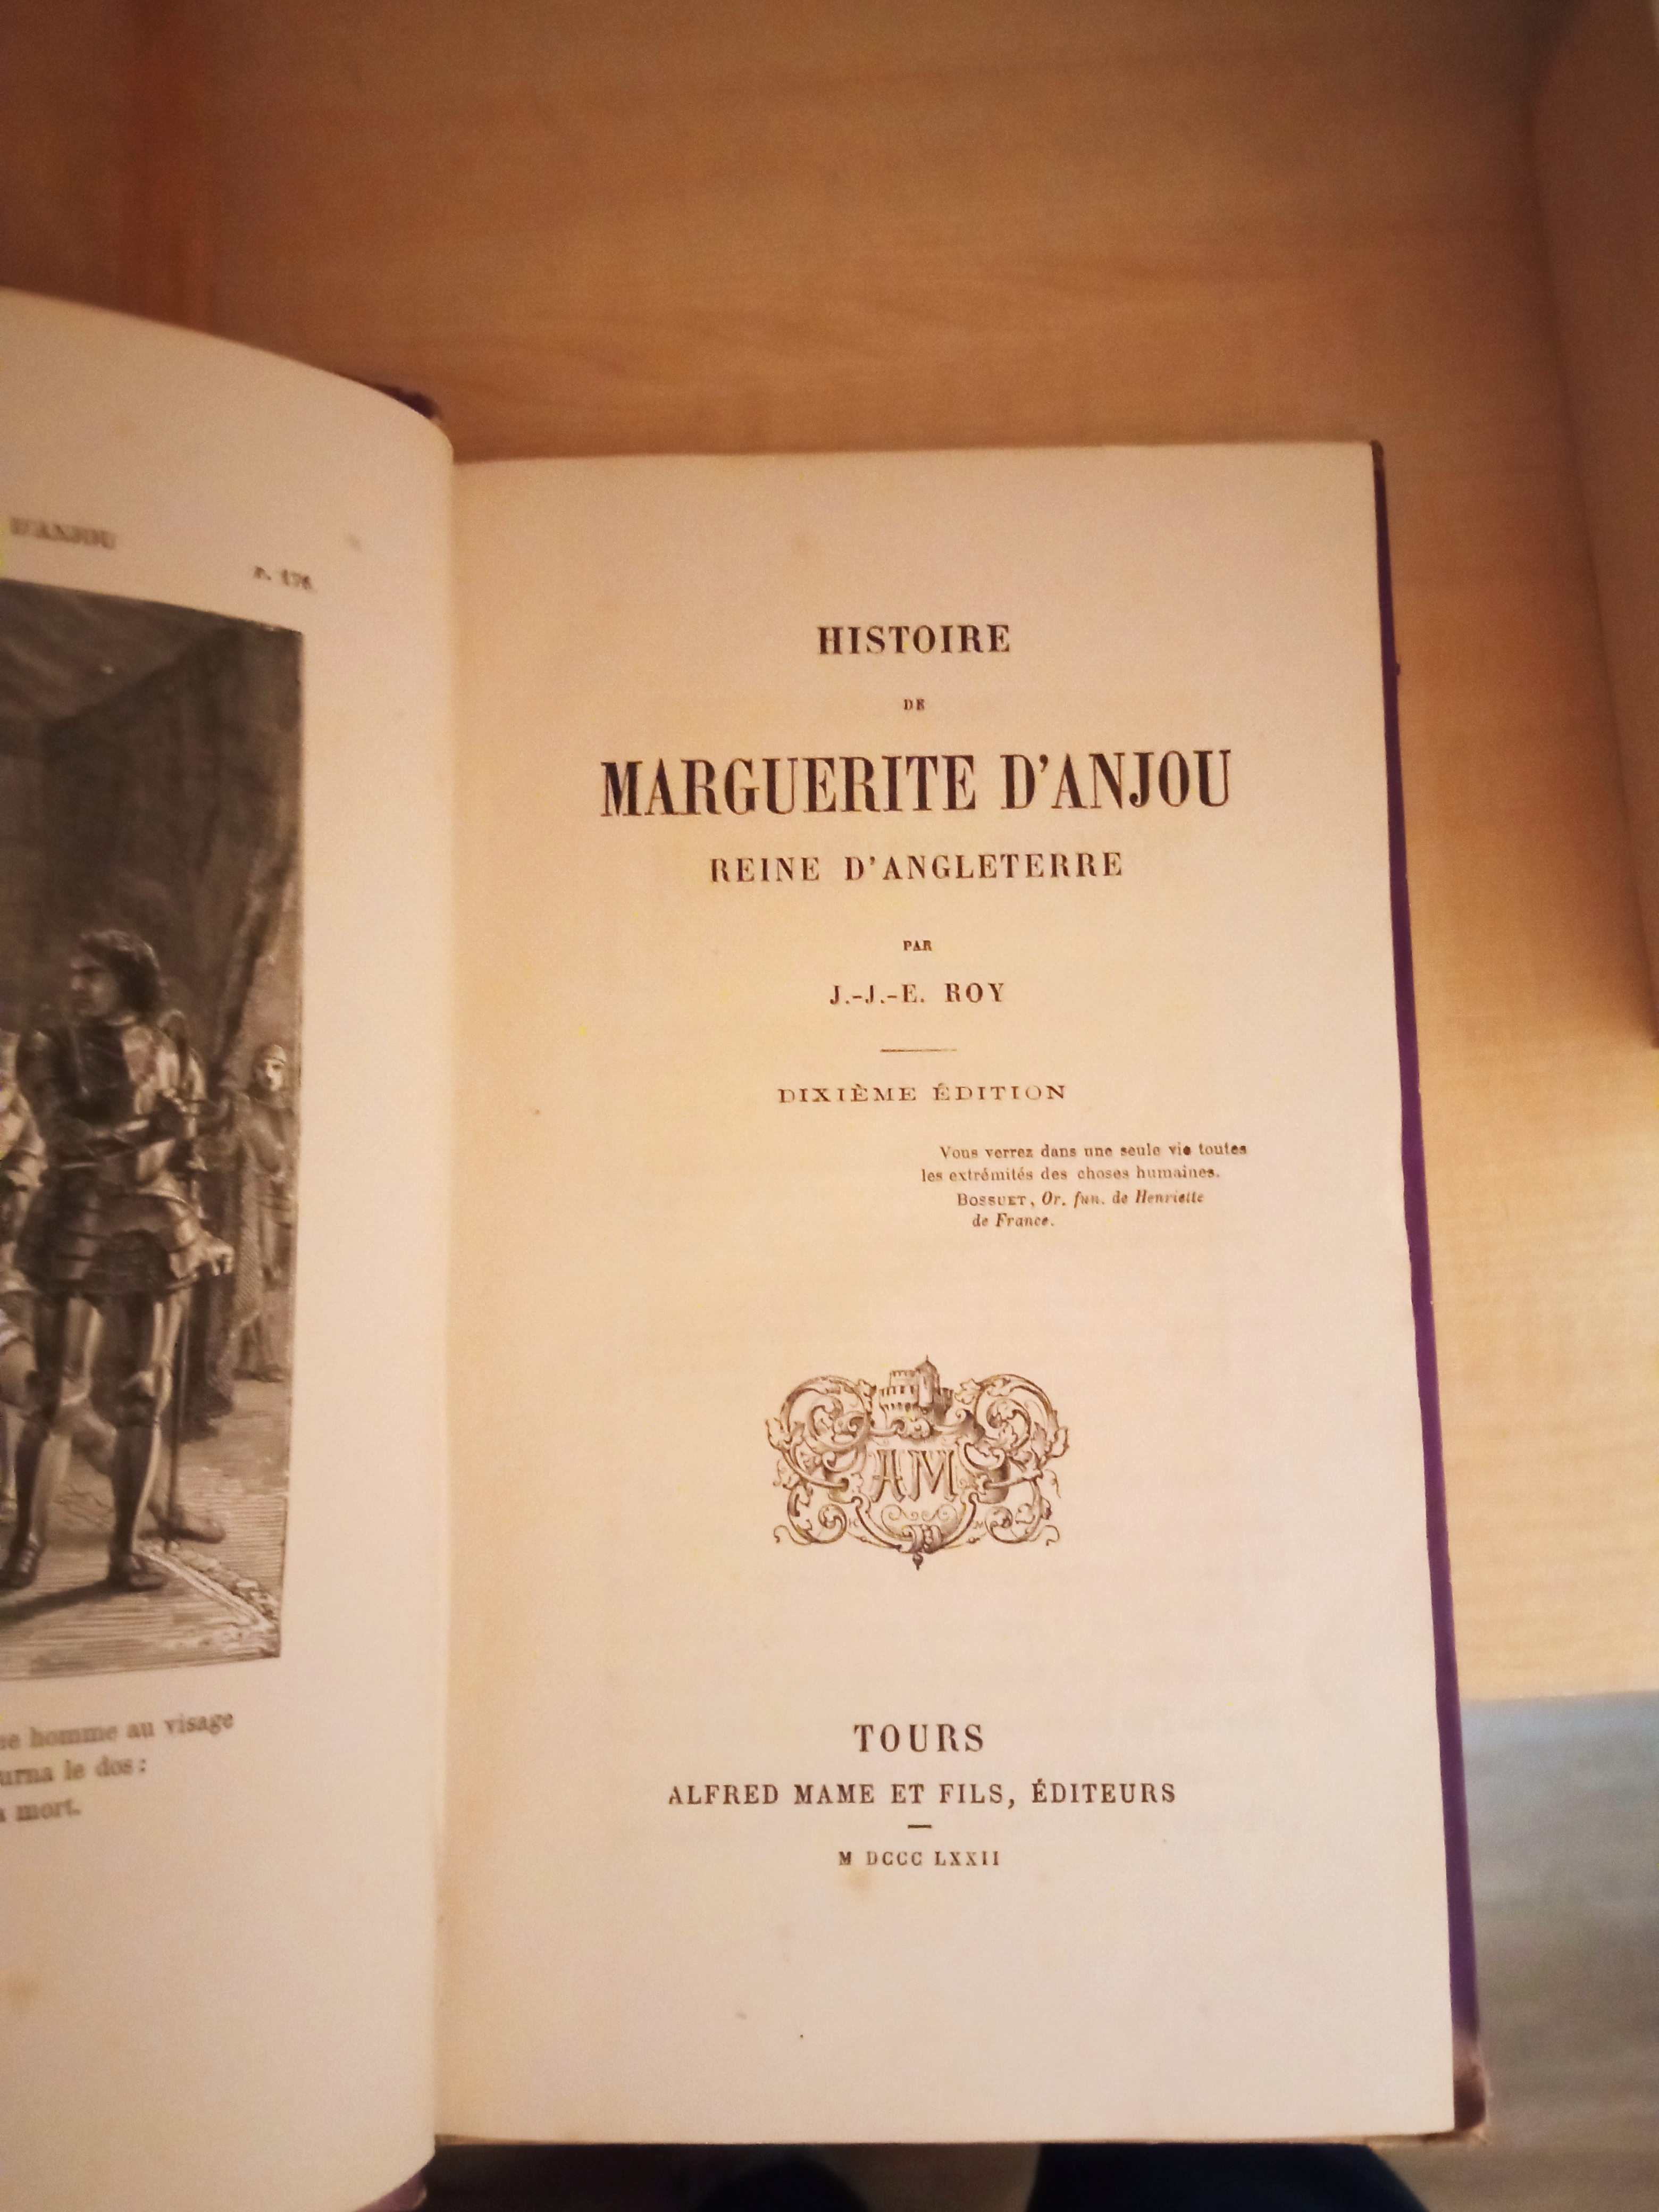 D'ANJOU
P. 176
homme au visage
le dos:
mort.
HISTOIRE
DE
MARGUERITE D'ANJOU
REINE D'ANGLETERRE
PAR
J.-J.-E. ROY
DIXIÈME ÉDITION
Vous verrez dans une seule vie toutes
les extrémités des choses humaines.
BOSSUET, Or. fun. de Henriette
de France.
AM
TOURS
ALFRED MAME ET FILS, ÉDITEURS
M DCCC LXXII